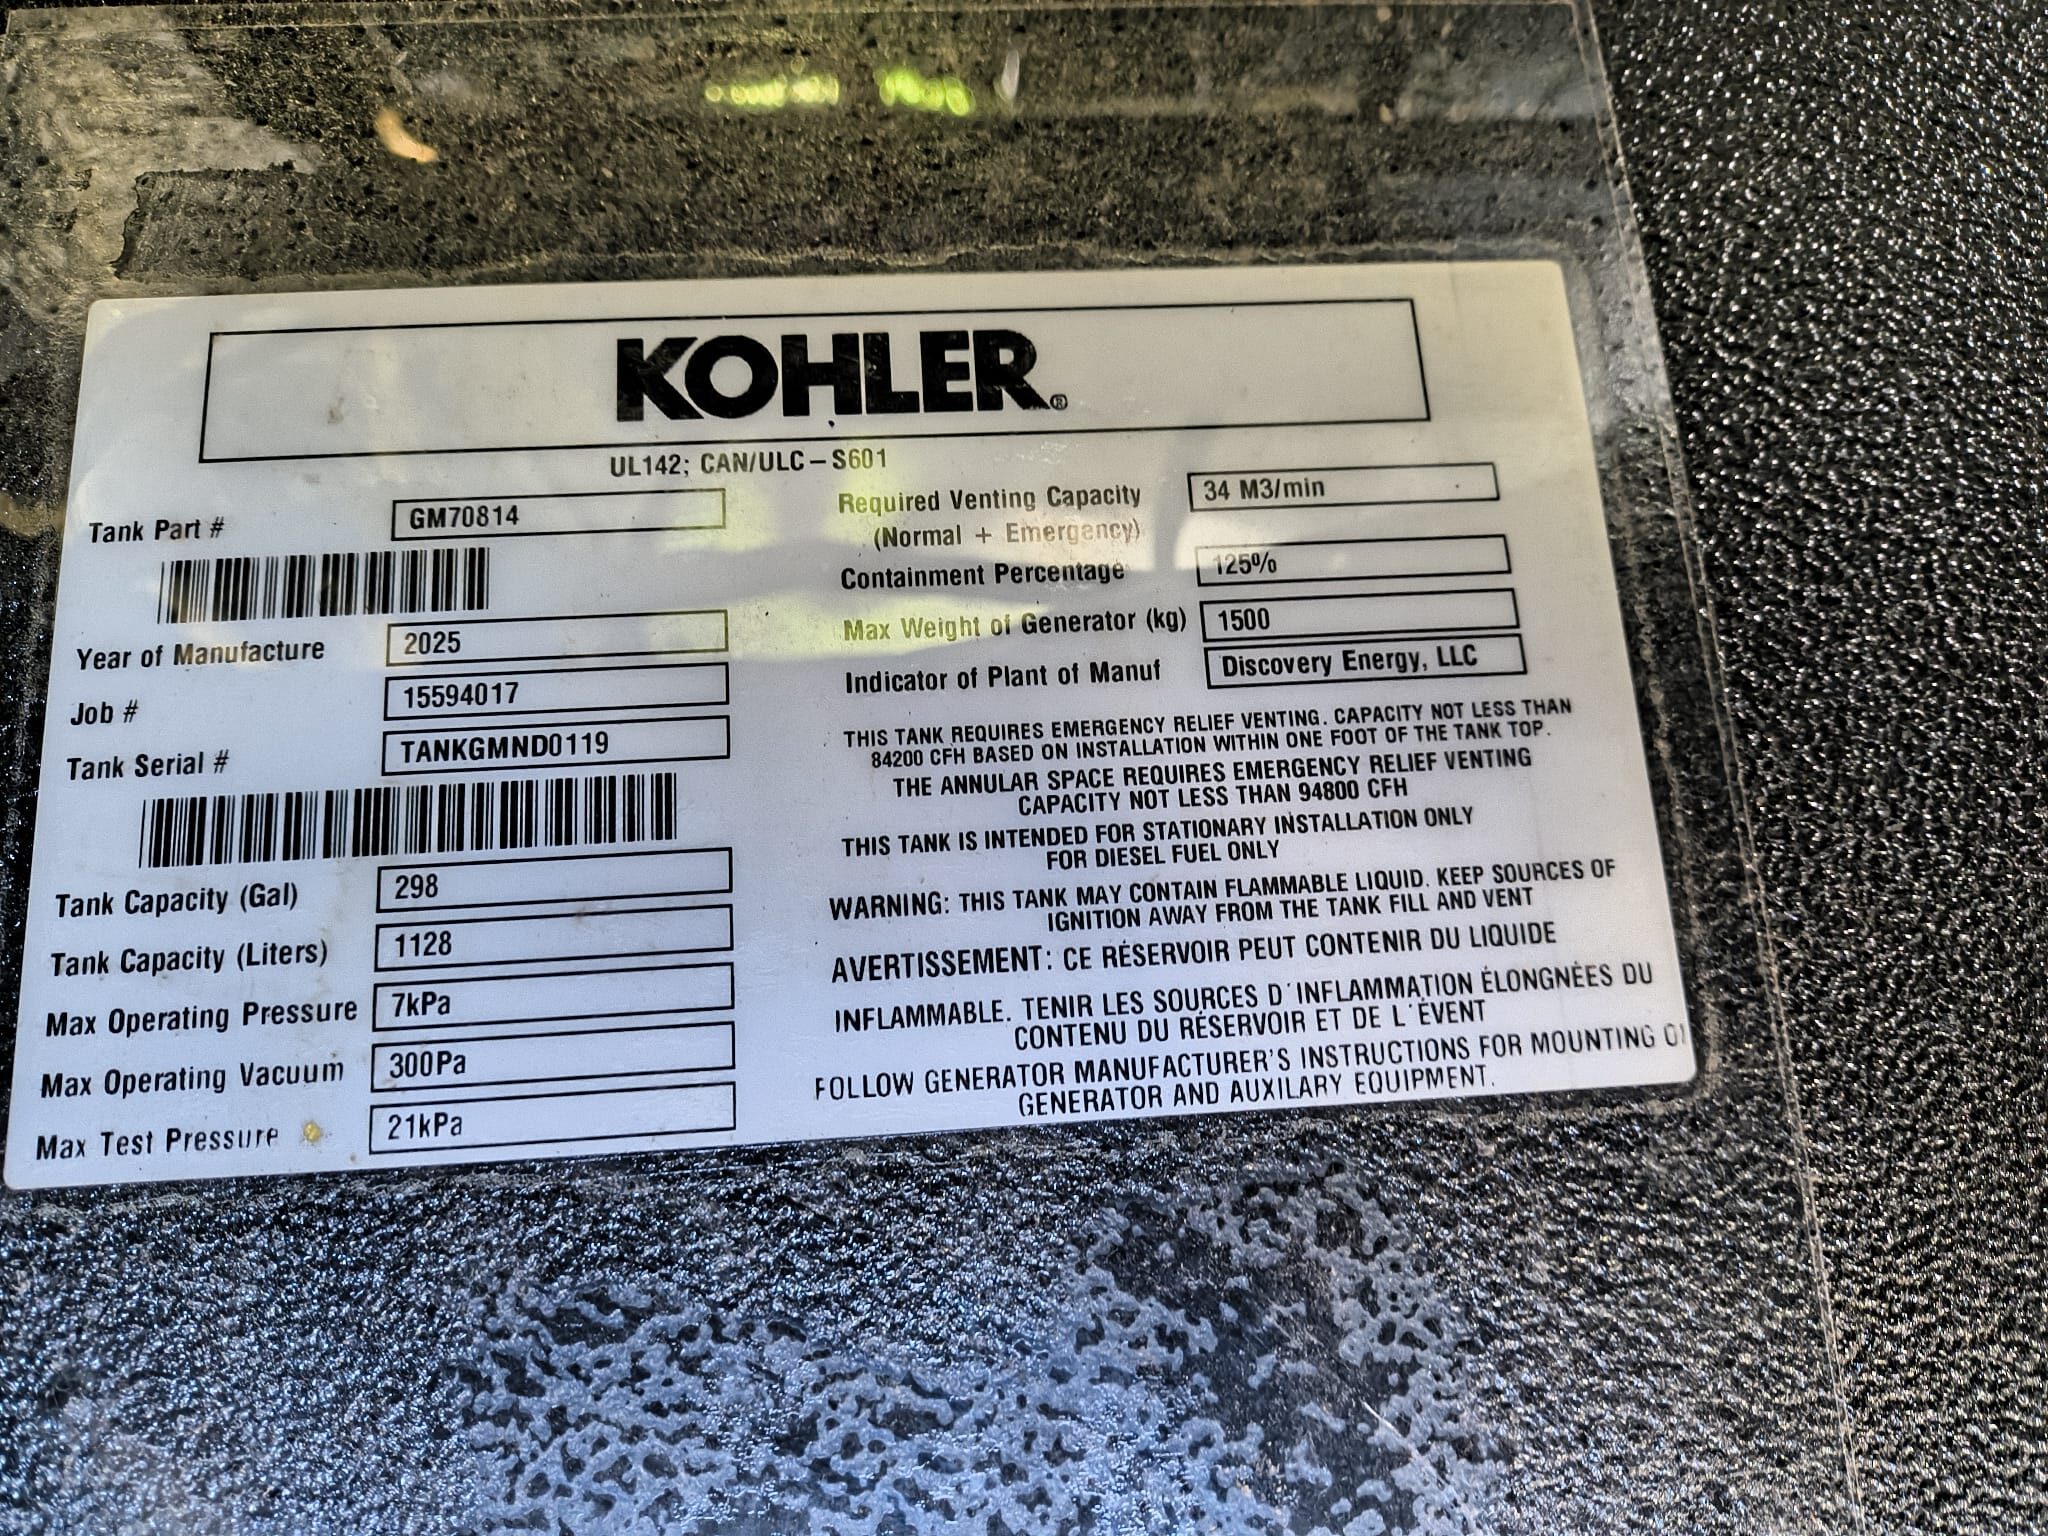 KOHLER®
UL142; CAN/ULC-S601
Tank Part # GM70814
Year of Manufacture 2025
Job # 15594017
Tank Serial # TANKGMND0119
Tank Capacity (Gal) 298
Tank Capacity (Liters) 1128
Max Operating Pressure 7kPa
Max Operating Vacuum 300Pa
Max Test Pressure 21kPa
Required Venting Capacity 34 M3/min
(Normal + Emergency)
Containment Percentage 125%
Max Weight of Generator (kg) 1500
Indicator of Plant of Manuf Discovery Energy, LLC
THIS TANK REQUIRES EMERGENCY RELIEF VENTING. CAPACITY NOT LESS THAN
84200 CFH BASED ON INSTALLATION WITHIN ONE FOOT OF THE TANK TOP.
THE ANNULAR SPACE REQUIRES EMERGENCY RELIEF VENTING
CAPACITY NOT LESS THAN 94800 CFH
THIS TANK IS INTENDED FOR STATIONARY INSTALLATION ONLY
FOR DIESEL FUEL ONLY
WARNING: THIS TANK MAY CONTAIN FLAMMABLE LIQUID. KEEP SOURCES OF
IGNITION AWAY FROM THE TANK FILL AND VENT
AVERTISSEMENT: CE RÉSERVOIR PEUT CONTENIR DU LIQUIDE
INFLAMMABLE. TENIR LES SOURCES D'INFLAMMATION ÉLONGNÉES DU
CONTENU DU RÉSERVOIR ET DE L'ÉVENT
FOLLOW GENERATOR MANUFACTURER'S INSTRUCTIONS FOR MOUNTING
GENERATOR AND AUXILARY EQUIPMENT.